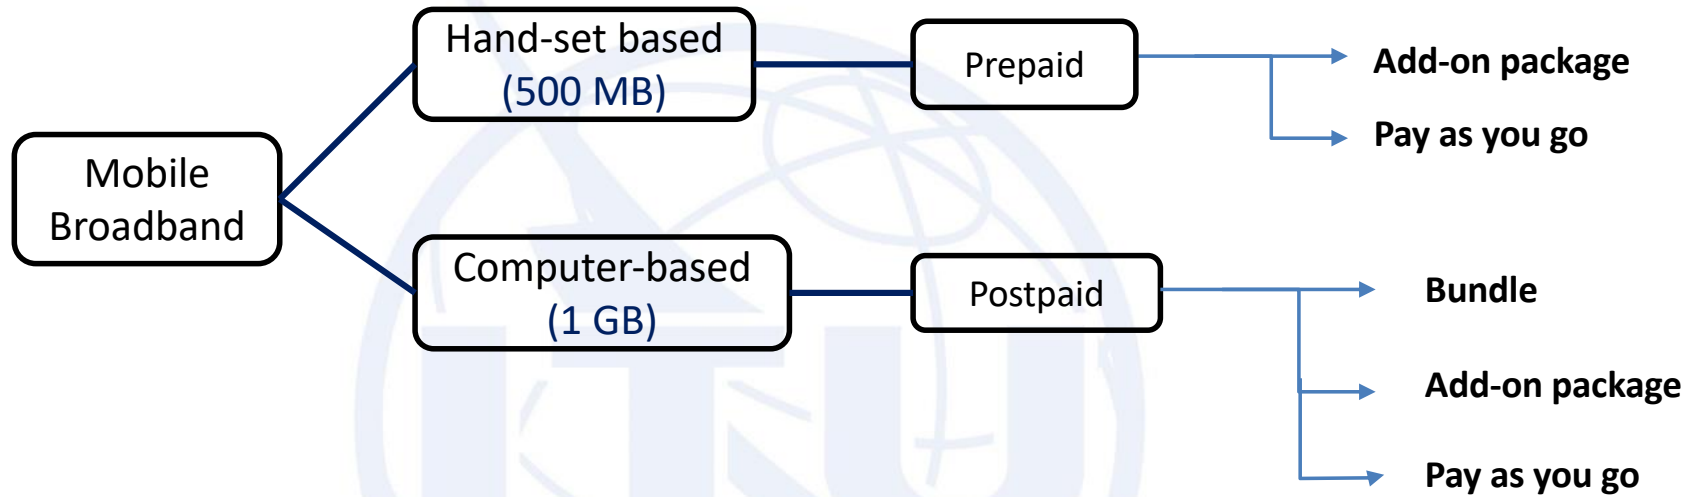 Mobile
Broadband
Hand-set based
(500 MB)
Prepaid
Add-on package
Pay as you go
Computer-based
(1 GB)
Postpaid
Bundle
Add-on package
Pay as you go
ITU